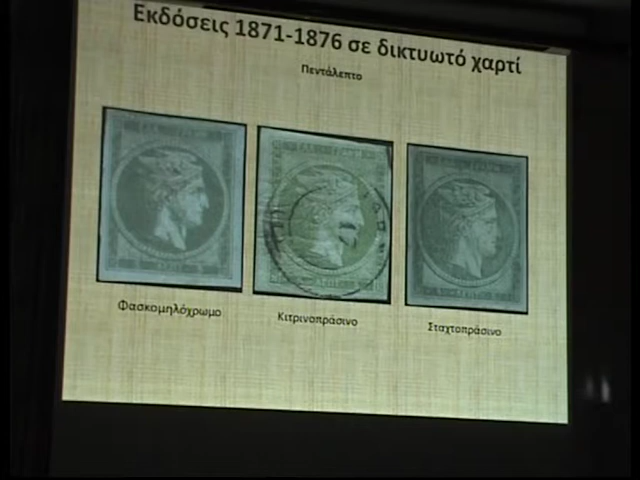 Εκδόσεις 1871-1876 σε δικτυωτό χαρτί
Πεντάλεπτο
Φασκομηλόχρωμο
Κιτρινοπράσινο
Σταχτοπράσινο